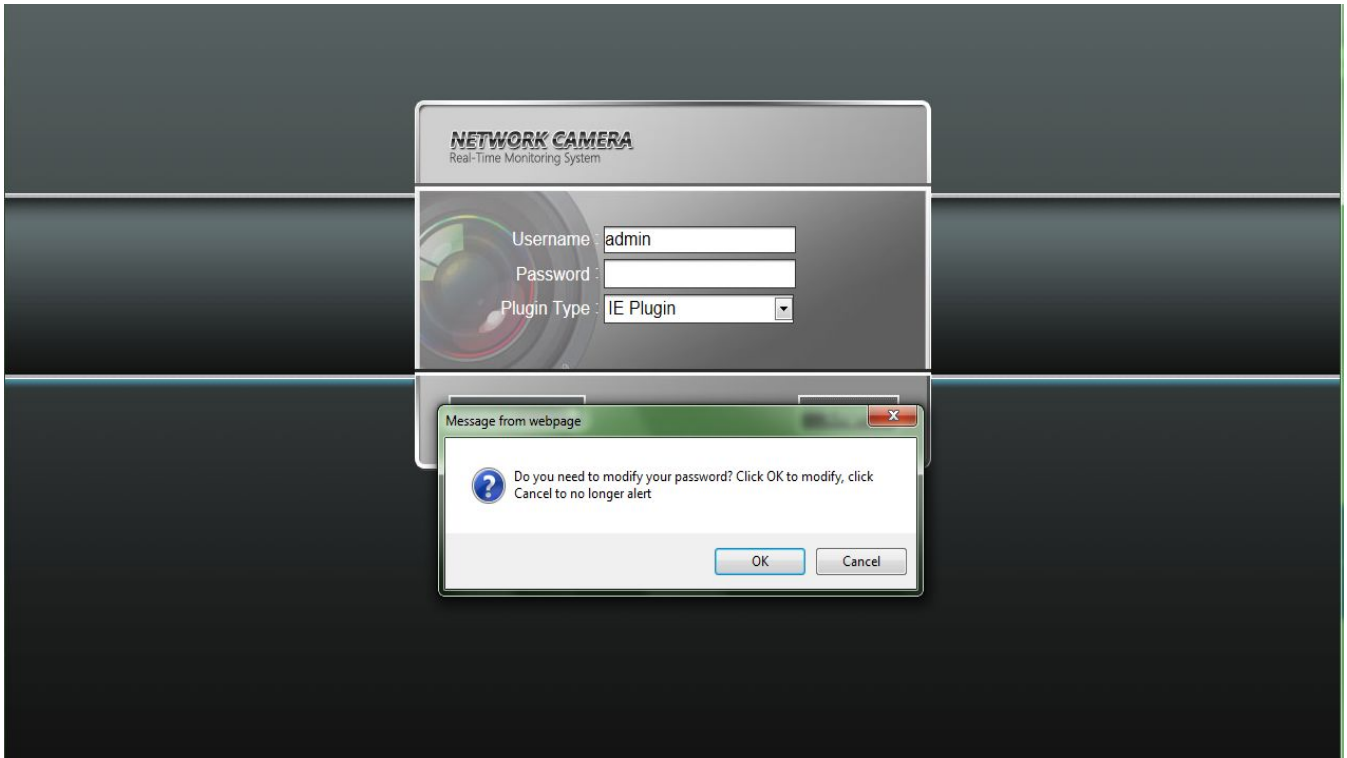 NETWORK CAMERA
Real-Time Monitoring System
Username : admin
Password :
Plugin Type : IE Plugin
Message from webpage
Do you need to modify your password? Click OK to modify, click
Cancel to no longer alert
OK Cancel